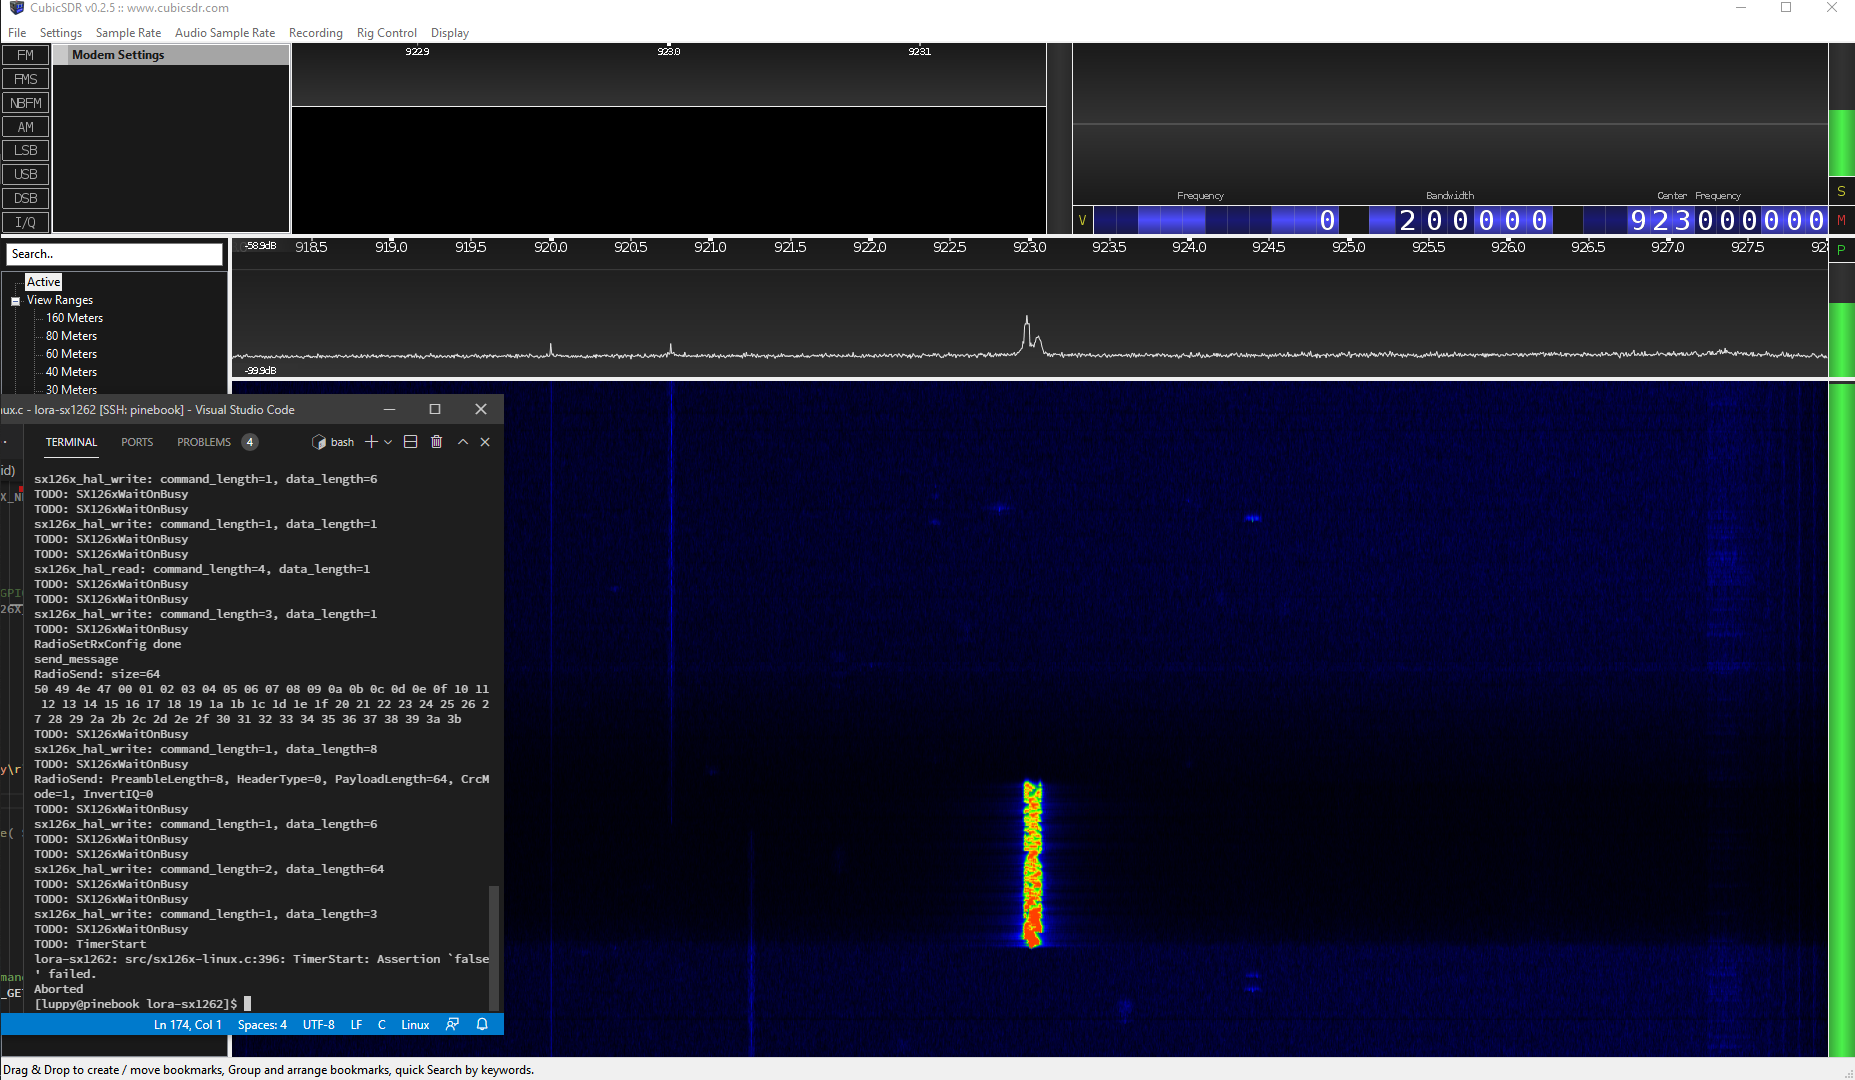 CubicSDR v0.2.5 :: www.cubicsdr.com
File Settings Sample Rate Audio Sample Rate Recording Rig Control Display
FM
FMS
NBFM
AM
LSB
USB
DSB
I/Q
Modem Settings
922.9 923.0 923.1
Frequency Bandwidth Center Frequency
V 0 200000 923000000
S
M
P
Search..
Active
View Ranges
160 Meters
80 Meters
60 Meters
40 Meters
30 Meters
-58.9dB 918.5 919.0 919.5 920.0 920.5 921.0 921.5 922.0 922.5 923.0 923.5 924.0 924.5 925.0 925.5 926.0 926.5 927.0 927.5 92
-99.9dB
ux.c - lora-sx1262 [SSH: pinebook] - Visual Studio Code
TERMINAL PORTS PROBLEMS 4 bash
sx126x_hal_write: command_length=1, data_length=6
TODO: SX126xWaitOnBusy
TODO: SX126xWaitOnBusy
sx126x_hal_write: command_length=1, data_length=1
TODO: SX126xWaitOnBusy
TODO: SX126xWaitOnBusy
sx126x_hal_read: command_length=4, data_length=1
TODO: SX126xWaitOnBusy
TODO: SX126xWaitOnBusy
sx126x_hal_write: command_length=3, data_length=1
TODO: SX126xWaitOnBusy
RadioSetRxConfig done
send_message
RadioSend: size=64
50 49 4e 47 00 01 02 03 04 05 06 07 08 09 0a 0b 0c 0d 0e 0f 10 11
12 13 14 15 16 17 18 19 1a 1b 1c 1d 1e 1f 20 21 22 23 24 25 26 2
7 28 29 2a 2b 2c 2d 2e 2f 30 31 32 33 34 35 36 37 38 39 3a 3b
TODO: SX126xWaitOnBusy
sx126x_hal_write: command_length=1, data_length=8
TODO: SX126xWaitOnBusy
RadioSend: PreambleLength=8, HeaderType=0, PayloadLength=64, CrcM
ode=1, InvertIQ=0
TODO: SX126xWaitOnBusy
sx126x_hal_write: command_length=1, data_length=6
TODO: SX126xWaitOnBusy
TODO: SX126xWaitOnBusy
sx126x_hal_write: command_length=2, data_length=64
TODO: SX126xWaitOnBusy
TODO: SX126xWaitOnBusy
sx126x_hal_write: command_length=1, data_length=3
TODO: SX126xWaitOnBusy
TODO: TimerStart
lora-sx1262: src/sx126x-linux.c:396: TimerStart: Assertion `false
' failed.
Aborted
[luppy@pinebook lora-sx1262]$
Ln 174, Col 1 Spaces: 4 UTF-8 LF C Linux
Drag & Drop to create / move bookmarks, Group and arrange bookmarks, quick Search by keywords.